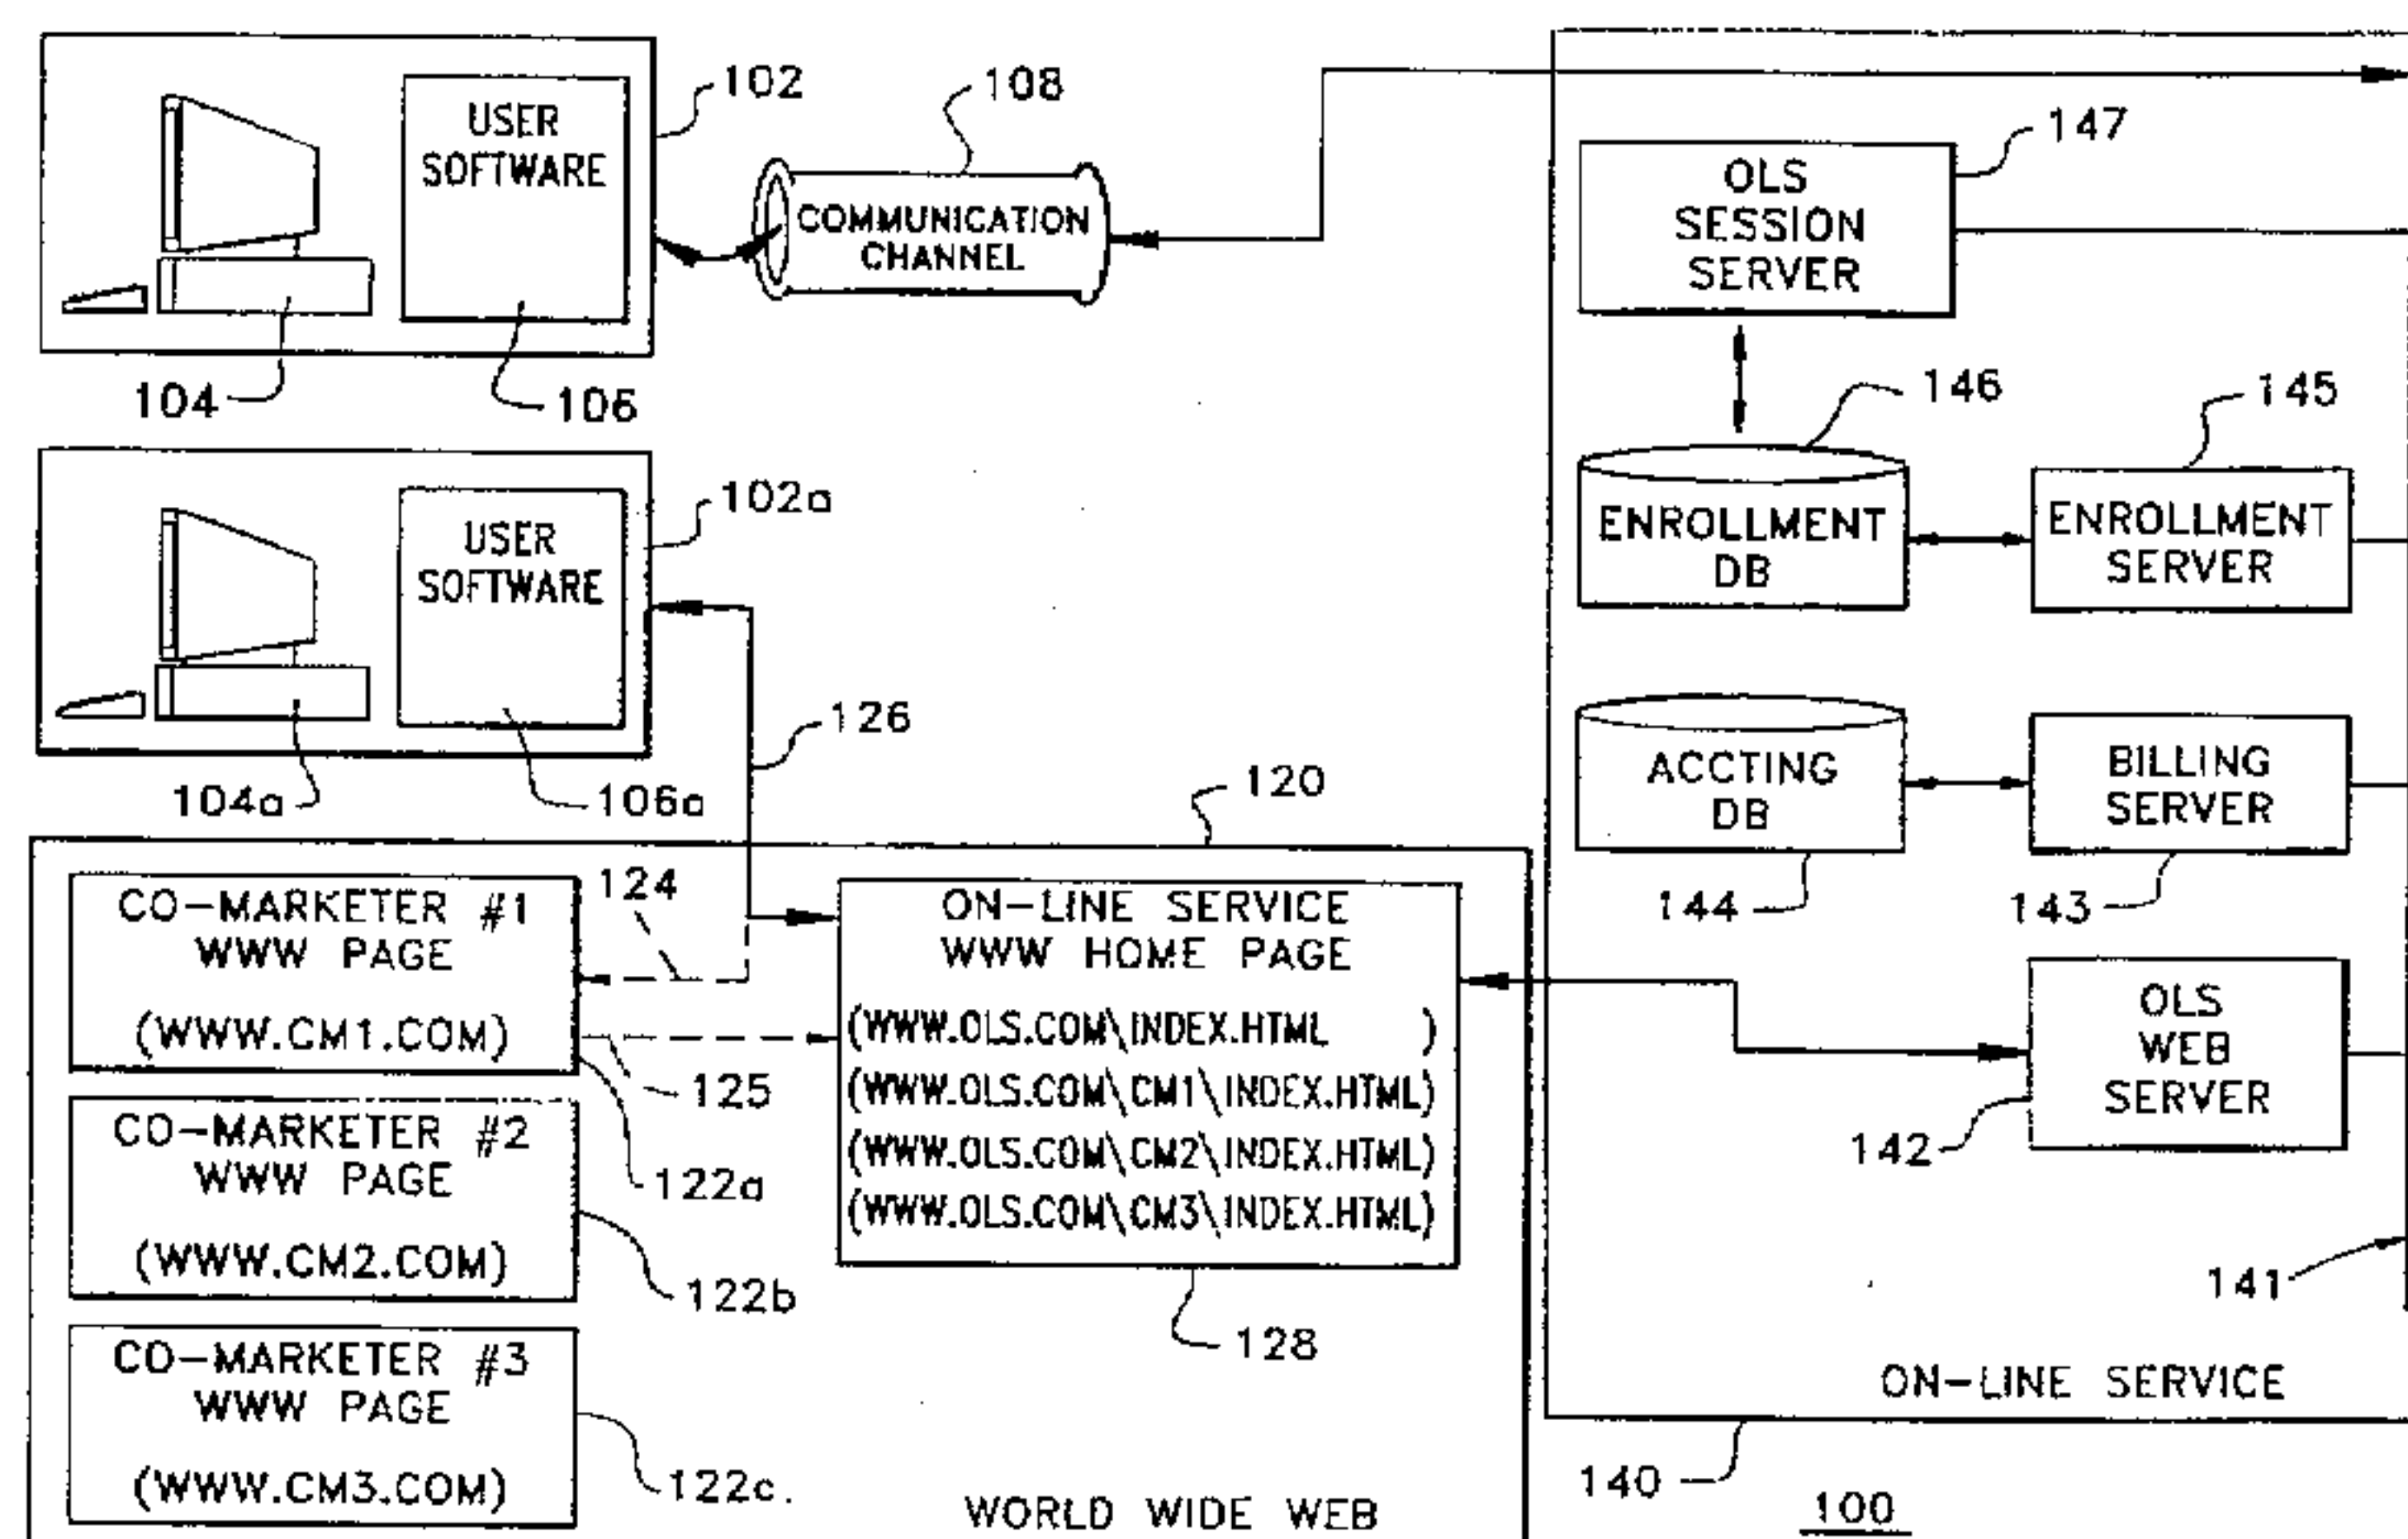 USER
SOFTWARE
102
104
106
108
COMMUNICATION
CHANNEL
USER
SOFTWARE
102a
104a
106a
126
120
124
CO-MARKETER #1
WWW PAGE
(WWW.CM1.COM)
125
122a
CO-MARKETER #2
WWW PAGE
(WWW.CM2.COM)
122b
CO-MARKETER #3
WWW PAGE
(WWW.CM3.COM)
122c.
ON-LINE SERVICE
WWW HOME PAGE
(WWW.OLS.COM\INDEX.HTML )
(WWW.OLS.COM\CM1\INDEX.HTML)
(WWW.OLS.COM\CM2\INDEX.HTML)
(WWW.OLS.COM\CM3\INDEX.HTML)
128
WORLD WIDE WEB
OLS
SESSION
SERVER
147
146
ENROLLMENT
DB
145
ENROLLMENT
SERVER
ACCTING
DB
144
BILLING
SERVER
143
OLS
WEB
SERVER
142
141
ON-LINE SERVICE
140
100